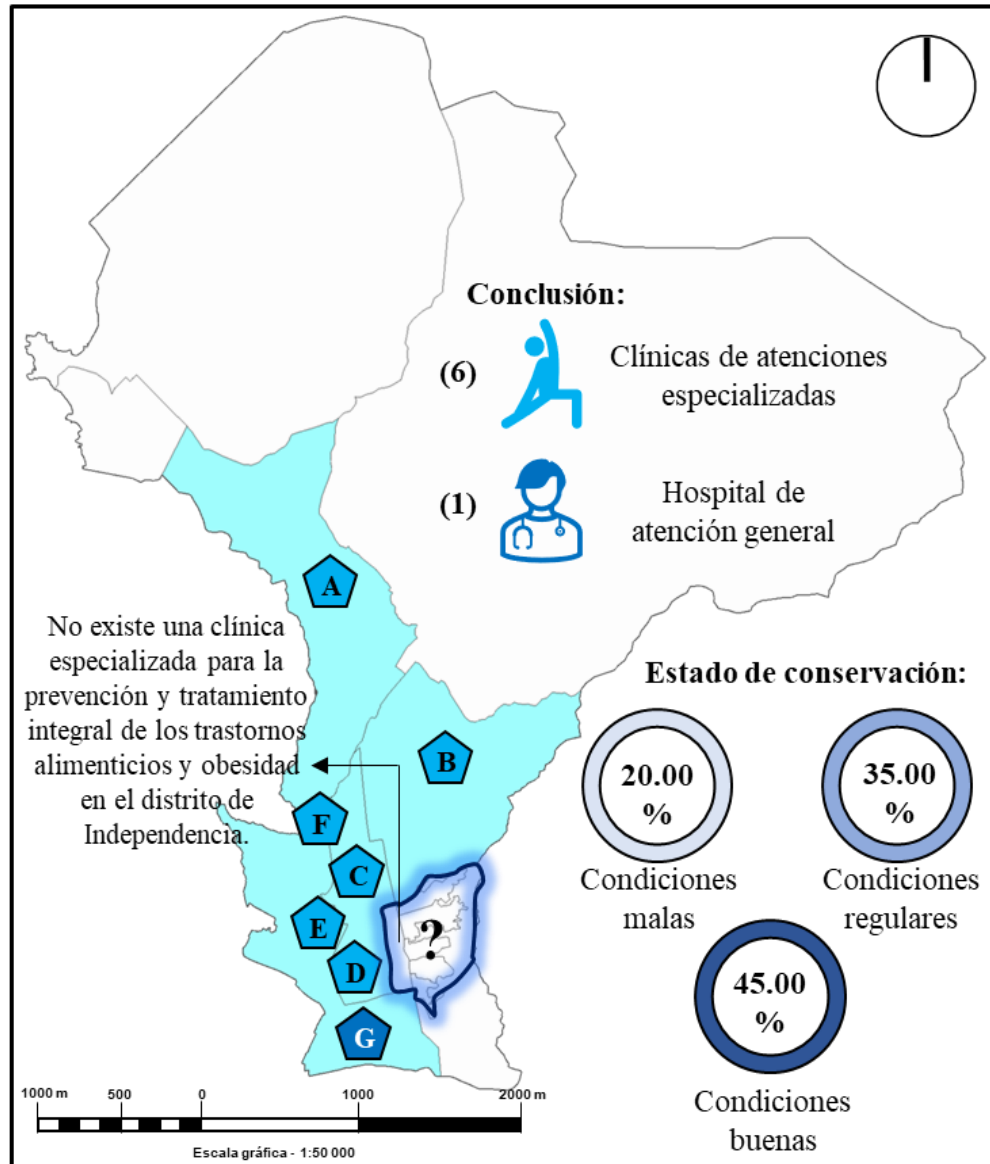 Conclusión:
(6)
Clínicas de atenciones
especializadas
(1)
Hospital de
atención general
A
No existe una clínica
especializada para la
prevención y tratamiento
integral de los trastornos
alimenticios y obesidad
en el distrito de
Independencia.
B
F
C
E
D
G
?
Estado de conservación:
20.00
%
Condiciones
malas
35.00
%
Condiciones
regulares
45.00
%
Condiciones
buenas
1000 m 500 0 1000 2000 m
Escala gráfica - 1:50 000